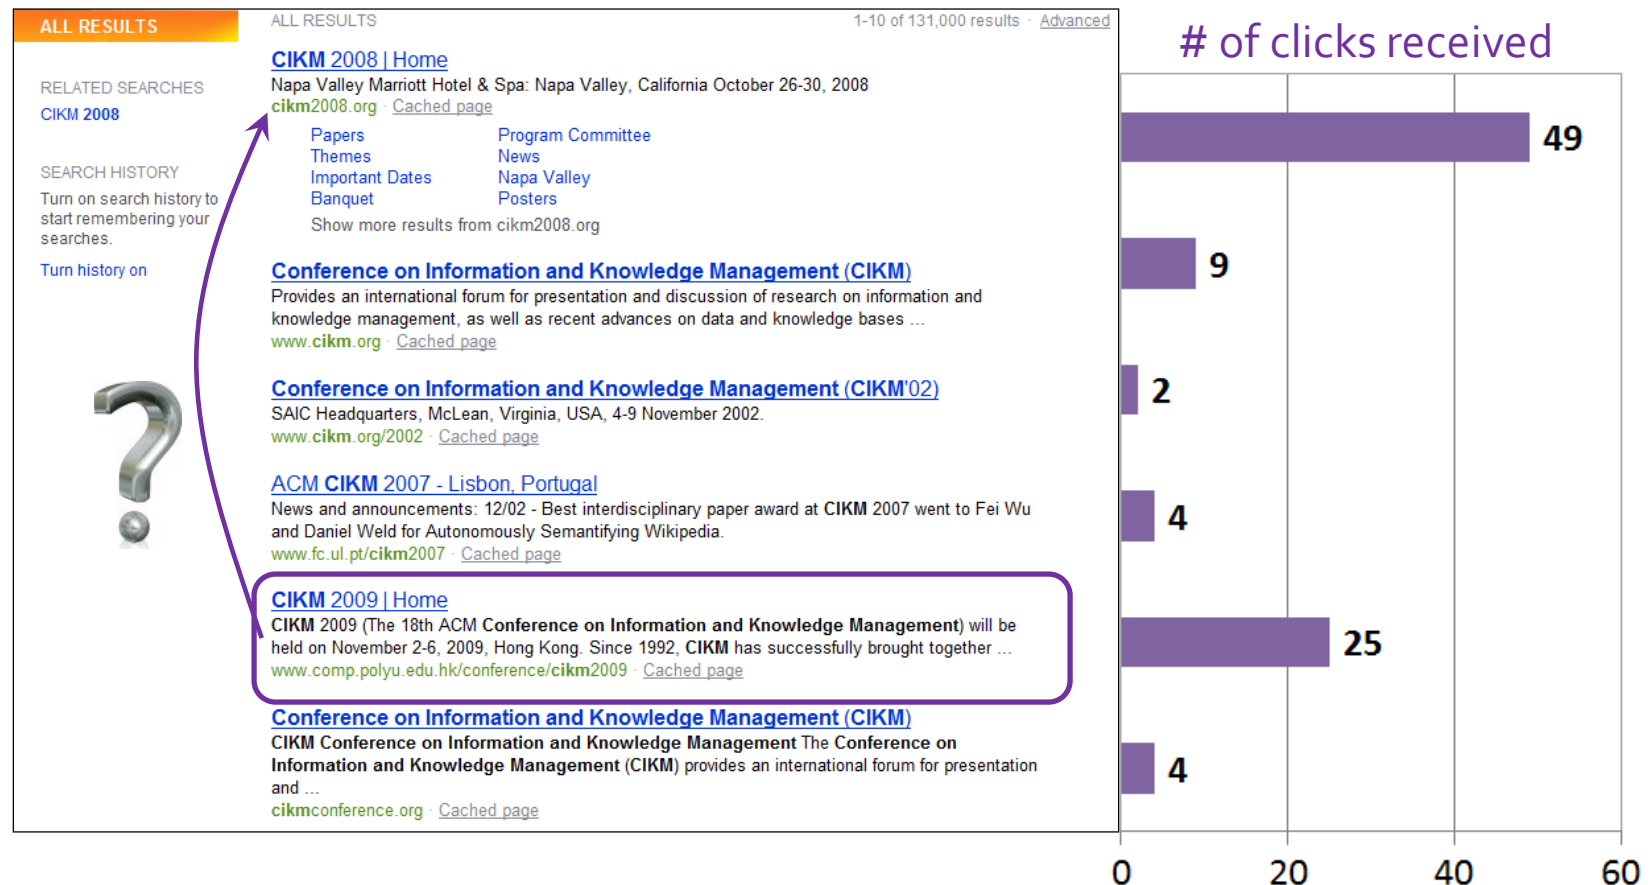 ALL RESULTS
RELATED SEARCHES
CIKM 2008
SEARCH HISTORY
Turn on search history to
start remembering your
searches.
Turn history on
ALL RESULTS
1-10 of 131,000 results · Advanced
CIKM 2008 | Home
Napa Valley Marriott Hotel & Spa: Napa Valley, California October 26-30, 2008
cikm2008.org · Cached page
Papers Program Committee
Themes News
Important Dates Napa Valley
Banquet Posters
Show more results from cikm2008.org
Conference on Information and Knowledge Management (CIKM)
Provides an international forum for presentation and discussion of research on information and
knowledge management, as well as recent advances on data and knowledge bases ...
www.cikm.org · Cached page
Conference on Information and Knowledge Management (CIKM'02)
SAIC Headquarters, McLean, Virginia, USA, 4-9 November 2002.
www.cikm.org/2002 · Cached page
ACM CIKM 2007 - Lisbon, Portugal
News and announcements: 12/02 - Best interdisciplinary paper award at CIKM 2007 went to Fei Wu
and Daniel Weld for Autonomously Semantifying Wikipedia.
www.fc.ul.pt/cikm2007 · Cached page
CIKM 2009 | Home
CIKM 2009 (The 18th ACM Conference on Information and Knowledge Management) will be
held on November 2-6, 2009, Hong Kong. Since 1992, CIKM has successfully brought together ...
www.comp.polyu.edu.hk/conference/cikm2009 · Cached page
Conference on Information and Knowledge Management (CIKM)
CIKM Conference on Information and Knowledge Management The Conference on
Information and Knowledge Management (CIKM) provides an international forum for presentation
and ...
cikmconference.org · Cached page
# of clicks received
49
9
2
4
25
4
0 20 40 60